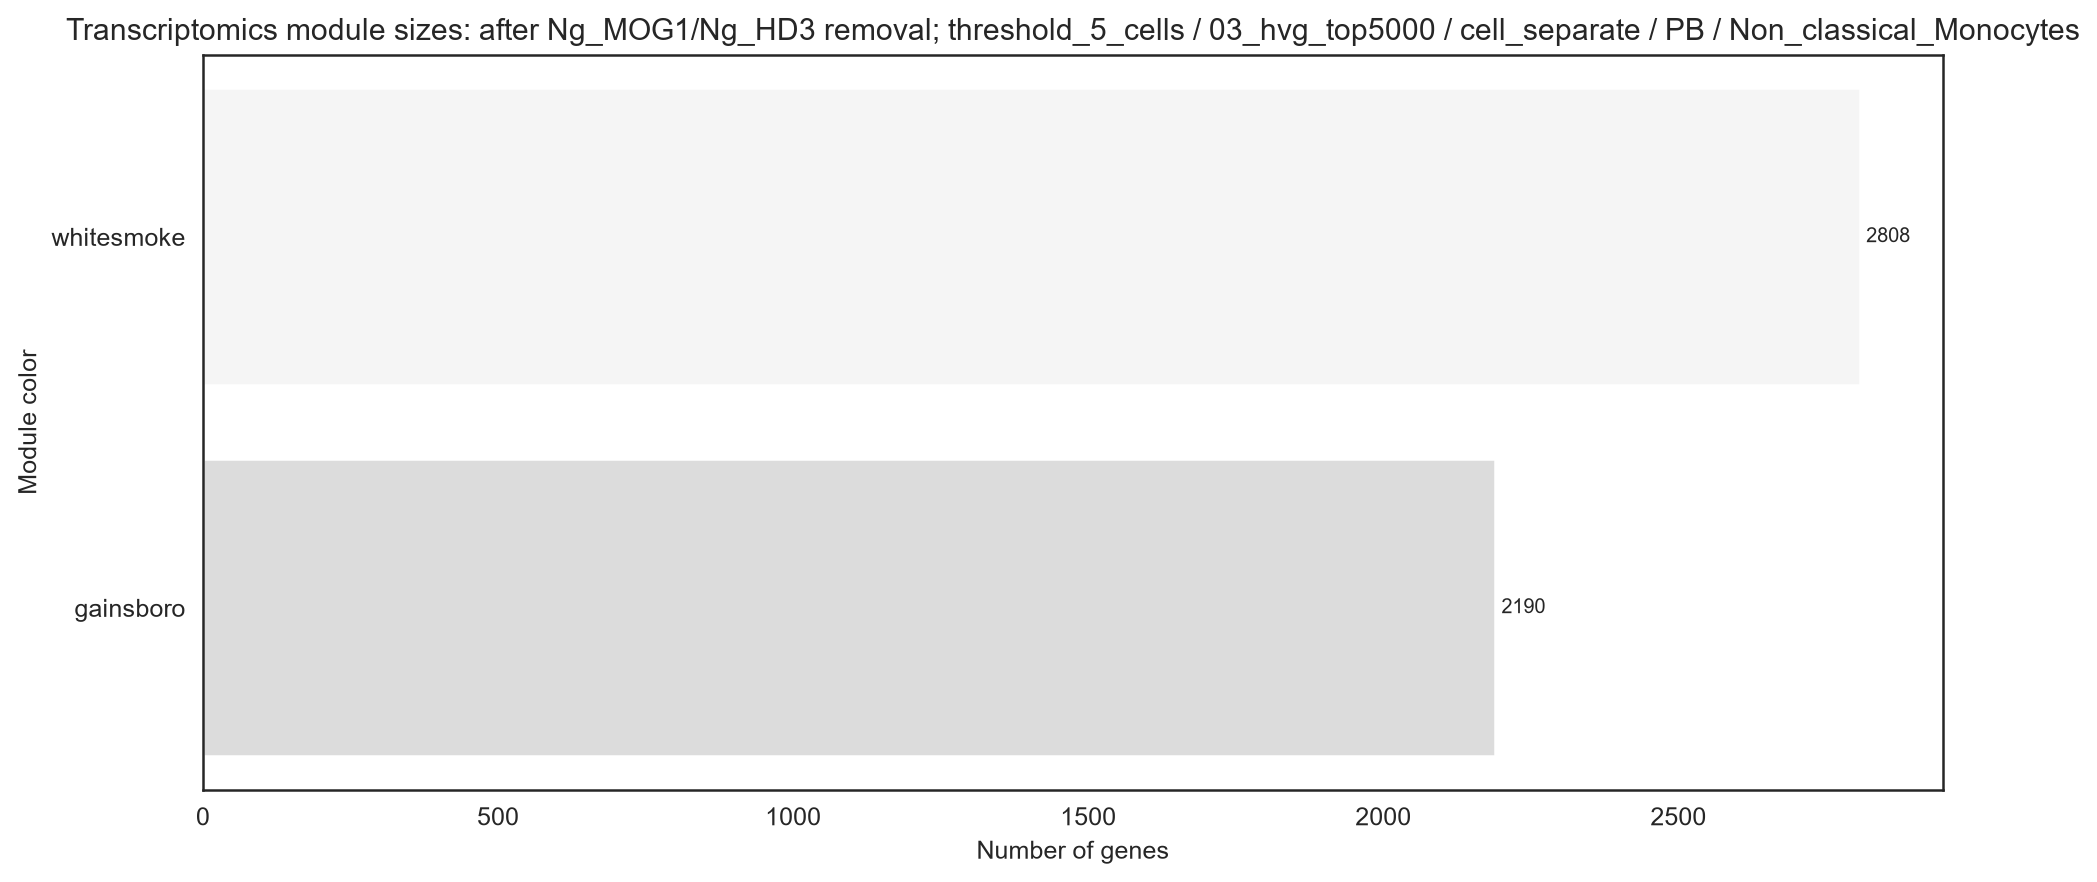 Transcriptomics module sizes: after Ng_MOG1/Ng_HD3 removal; threshold_5_cells / 03_hvg_top5000 / cell_separate / PB / Non_classical_Monocytes
whitesmoke
2808
Module color
gainsboro
2190
0 500 1000 1500 2000 2500
Number of genes